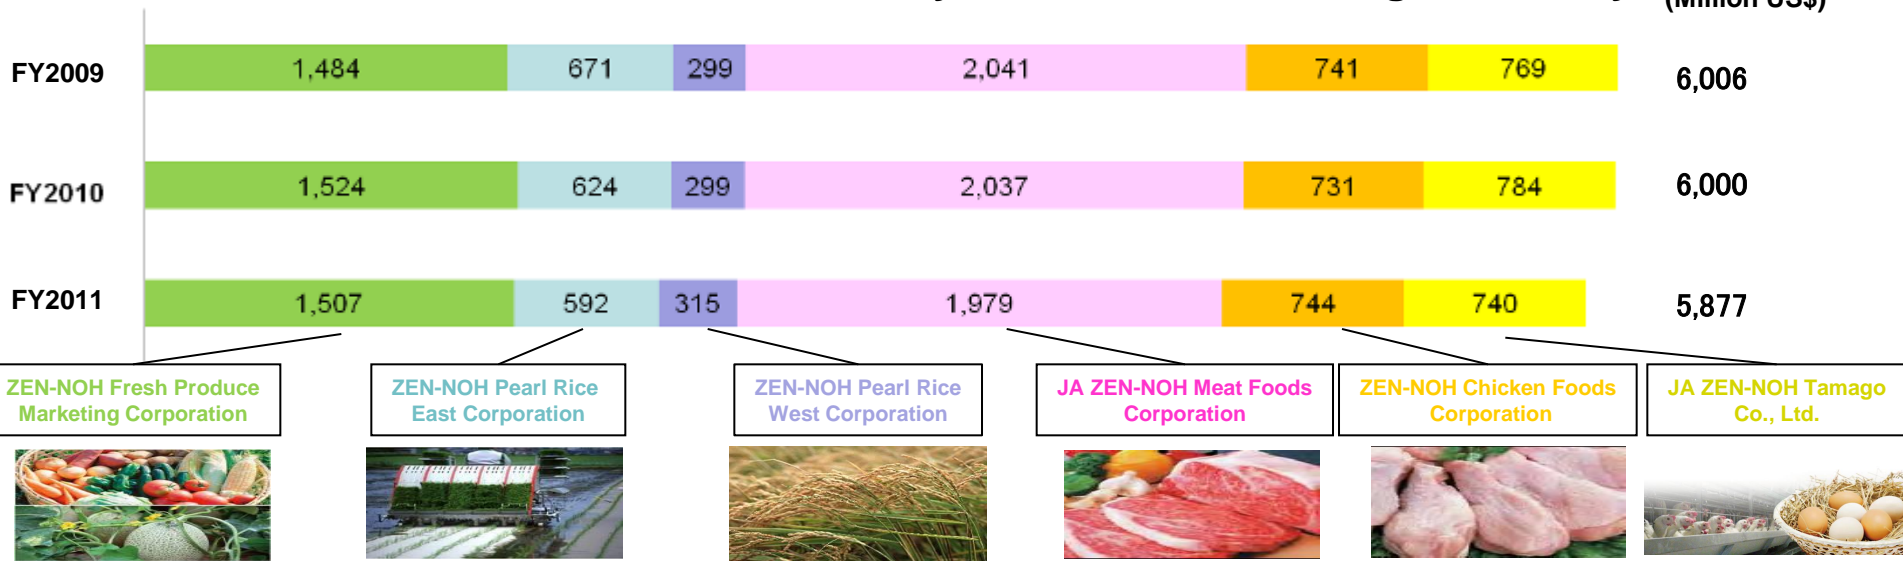 (Million US$)
FY2009
1,484
671
299
2,041
741
769
6,006
FY2010
1,524
624
299
2,037
731
784
6,000
FY2011
1,507
592
315
1,979
744
740
5,877
ZEN-NOH Fresh Produce
Marketing Corporation
ZEN-NOH Pearl Rice
East Corporation
ZEN-NOH Pearl Rice
West Corporation
JA ZEN-NOH Meat Foods
Corporation
ZEN-NOH Chicken Foods
Corporation
JA ZEN-NOH Tamago
Co., Ltd.